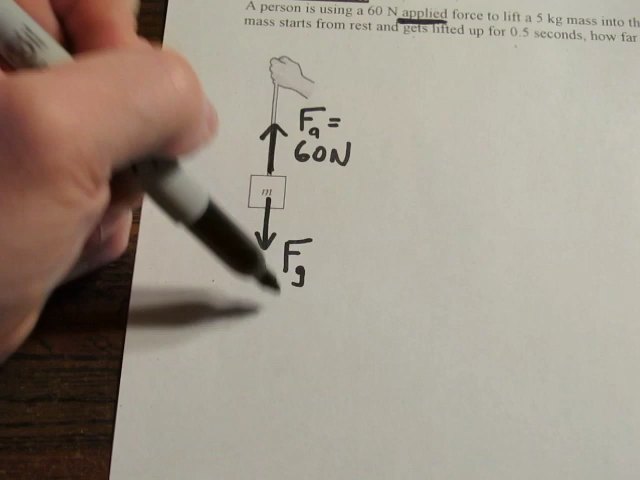 A person is using a 60 N applied force to lift a 5 kg mass into
mass starts from rest and gets lifted up for 0.5 seconds, how far
Fa =
60N
m
Fg